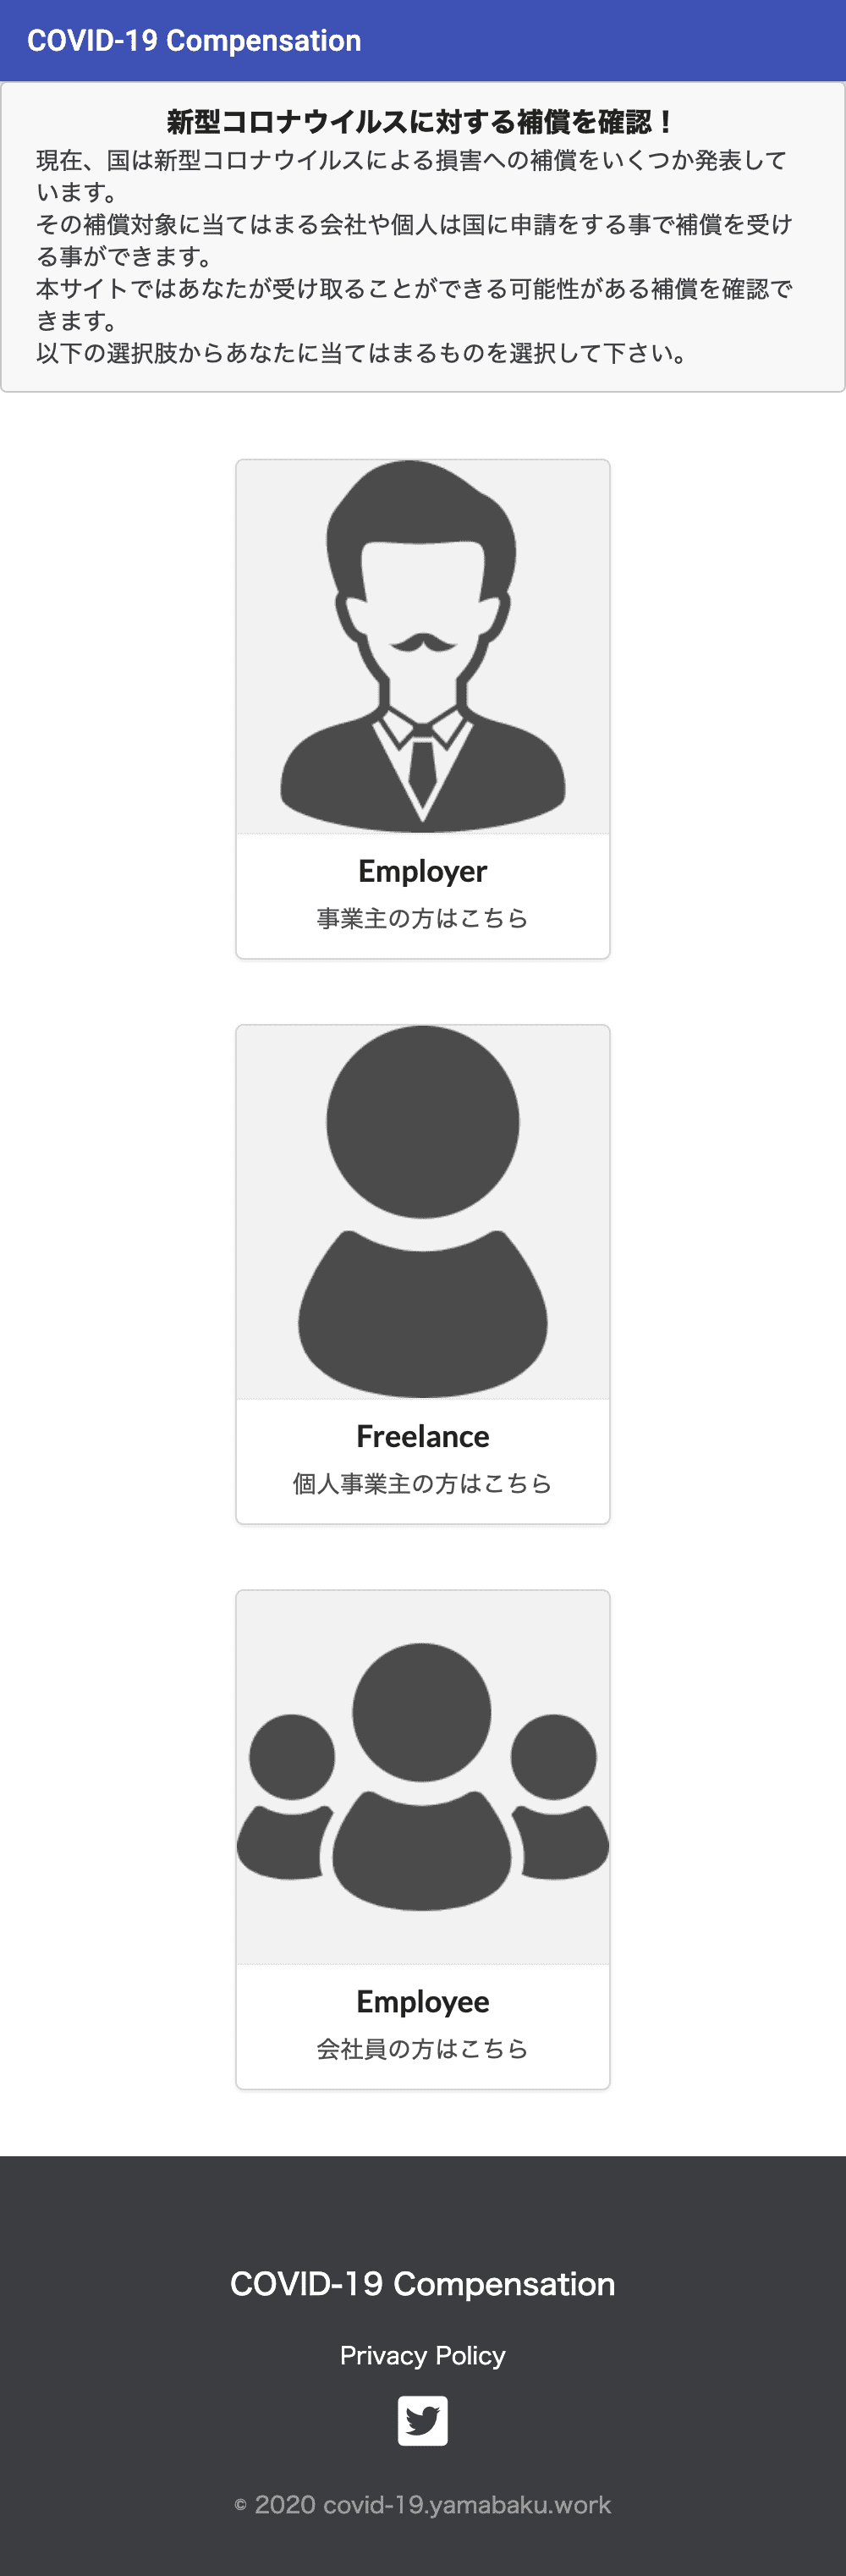 COVID-19 Compensation
新型コロナウイルスに対する補償を確認！
現在、国は新型コロナウイルスによる損害への補償をいくつか発表して
います。
その補償対象に当てはまる会社や個人は国に申請をする事で補償を受け
る事ができます。
本サイトではあなたが受け取ることができる可能性がある補償を確認で
きます。
以下の選択肢からあなたに当てはまるものを選択して下さい。
Employer
事業主の方はこちら
Freelance
個人事業主の方はこちら
Employee
会社員の方はこちら
COVID-19 Compensation
Privacy Policy
© 2020 covid-19.yamabaku.work